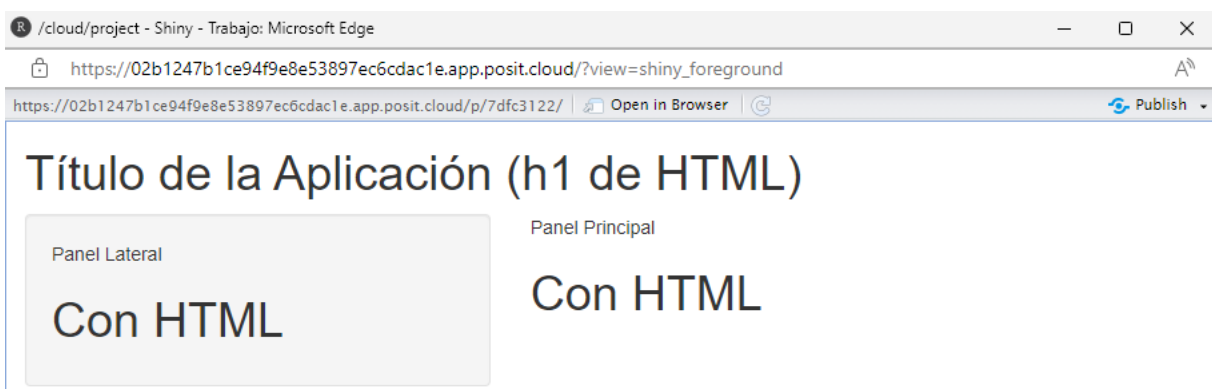 R /cloud/project - Shiny - Trabajo: Microsoft Edge
https://02b1247b1ce94f9e8e53897ec6cdac1e.app.posit.cloud/?view=shiny_foreground A
https://02b1247b1ce94f9e8e53897ec6cdac1e.app.posit.cloud/p/7dfc3122/ Open in Browser Publish
Título de la Aplicación (h1 de HTML)
Panel Lateral
Con HTML
Panel Principal
Con HTML